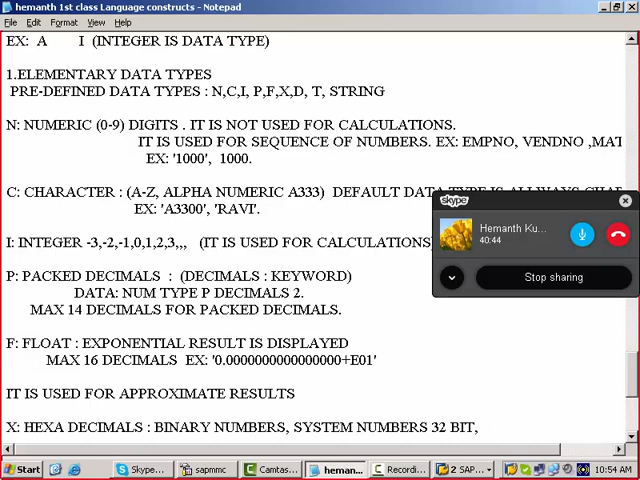 hemanth 1st class Language constructs - Notepad
File Edit Format View Help
EX: A I (INTEGER IS DATA TYPE)
1.ELEMENTARY DATA TYPES
PRE-DEFINED DATA TYPES : N,C,I, P,F,X,D, T, STRING
N: NUMERIC (0-9) DIGITS . IT IS NOT USED FOR CALCULATIONS.
IT IS USED FOR SEQUENCE OF NUMBERS. EX: EMPNO, VENDNO ,MAT
EX: '1000', 1000.
C: CHARACTER : (A-Z, ALPHA NUMERIC A333) DEFAULT DATA TYPE IS ALLWAYS CHAR
EX: 'A3300', 'RAVI'.
I: INTEGER -3,-2,-1,0,1,2,3,,, (IT IS USED FOR CALCULATIONS)
P: PACKED DECIMALS : (DECIMALS : KEYWORD)
DATA: NUM TYPE P DECIMALS 2.
MAX 14 DECIMALS FOR PACKED DECIMALS.
F: FLOAT : EXPONENTIAL RESULT IS DISPLAYED
MAX 16 DECIMALS EX: '0.0000000000000000+E01'
IT IS USED FOR APPROXIMATE RESULTS
X: HEXA DECIMALS : BINARY NUMBERS, SYSTEM NUMBERS 32 BIT,
skype
Hemanth Ku...
40:44
Stop sharing
Start Skype... sapmmc Camtas... heman... Recordi... 2 SAP ... 10:54 AM